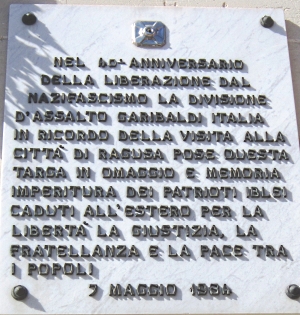 NEL 40° ANNIVERSARIO
DELLA LIBERAZIONE DAL
NAZIFASCISMO LA DIVISIONE
D'ASSALTO GARIBALDI ITALIA
IN RICORDO DELLA VISITA ALLA
CITTÀ DI RAGUSA POSE QUESTA
TARGA IN OMAGGIO E MEMORIA
IMPERITURA DEI PATRIOTI IBLEI
CADUTI ALL'ESTERO PER LA
LIBERTÀ LA GIUSTIZIA, LA
FRATELLANZA E LA PACE TRA
I POPOLI
MAGGIO